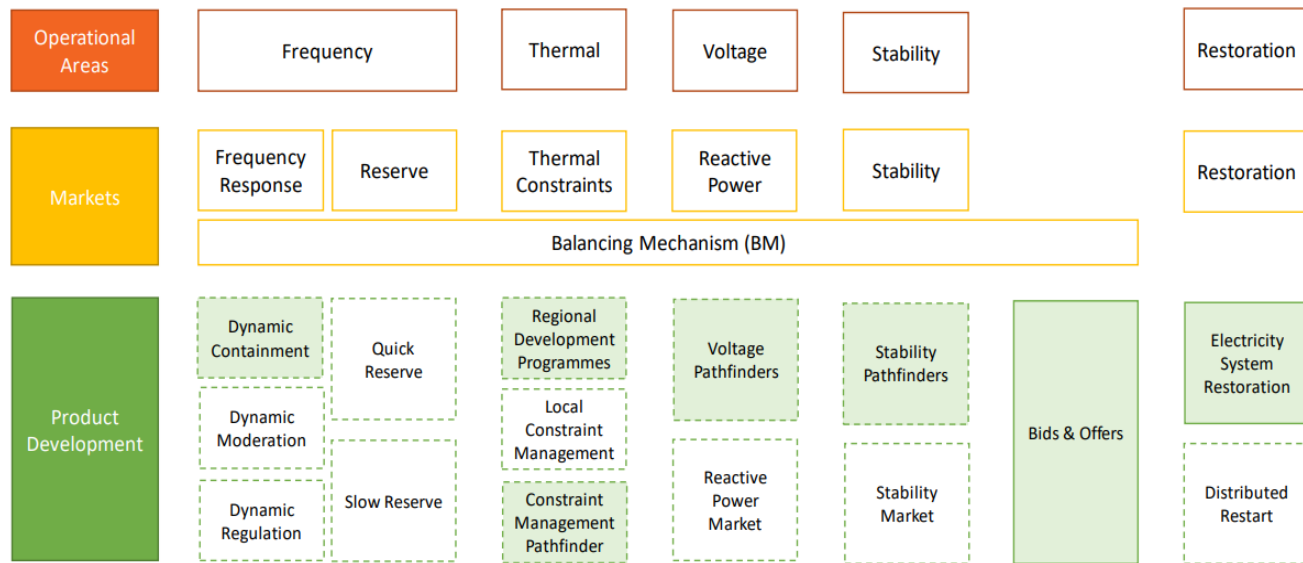 Operational
Areas
Frequency
Thermal
Voltage
Stability
Restoration
Markets
Frequency
Response
Reserve
Thermal
Constraints
Reactive
Power
Stability
Restoration
Balancing Mechanism (BM)
Product
Development
Dynamic
Containment
Dynamic
Moderation
Dynamic
Regulation
Quick
Reserve
Slow Reserve
Regional
Development
Programmes
Local
Constraint
Management
Constraint
Management
Pathfinder
Voltage
Pathfinders
Reactive
Power
Market
Stability
Pathfinders
Stability
Market
Bids & Offers
Electricity
System
Restoration
Distributed
Restart